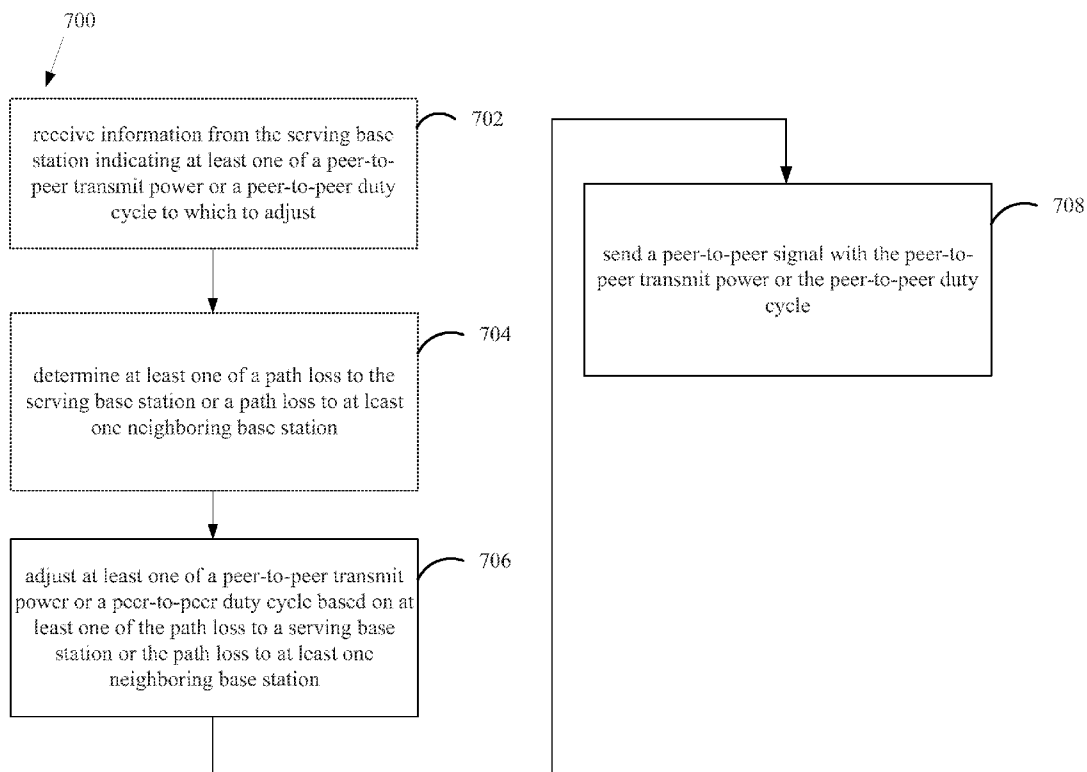 700
receive information from the serving base
station indicating at least one of a peer-to-
peer transmit power or a peer-to-peer duty
cycle to which to adjust
702
determine at least one of a path loss to the
serving base station or a path loss to at least
one neighboring base station
704
adjust at least one of a peer-to-peer transmit
power or a peer-to-peer duty cycle based on at
least one of the path loss to a serving base
station or the path loss to at least one
neighboring base station
706
send a peer-to-peer signal with the peer-to-
peer transmit power or the peer-to-peer duty
cycle
708